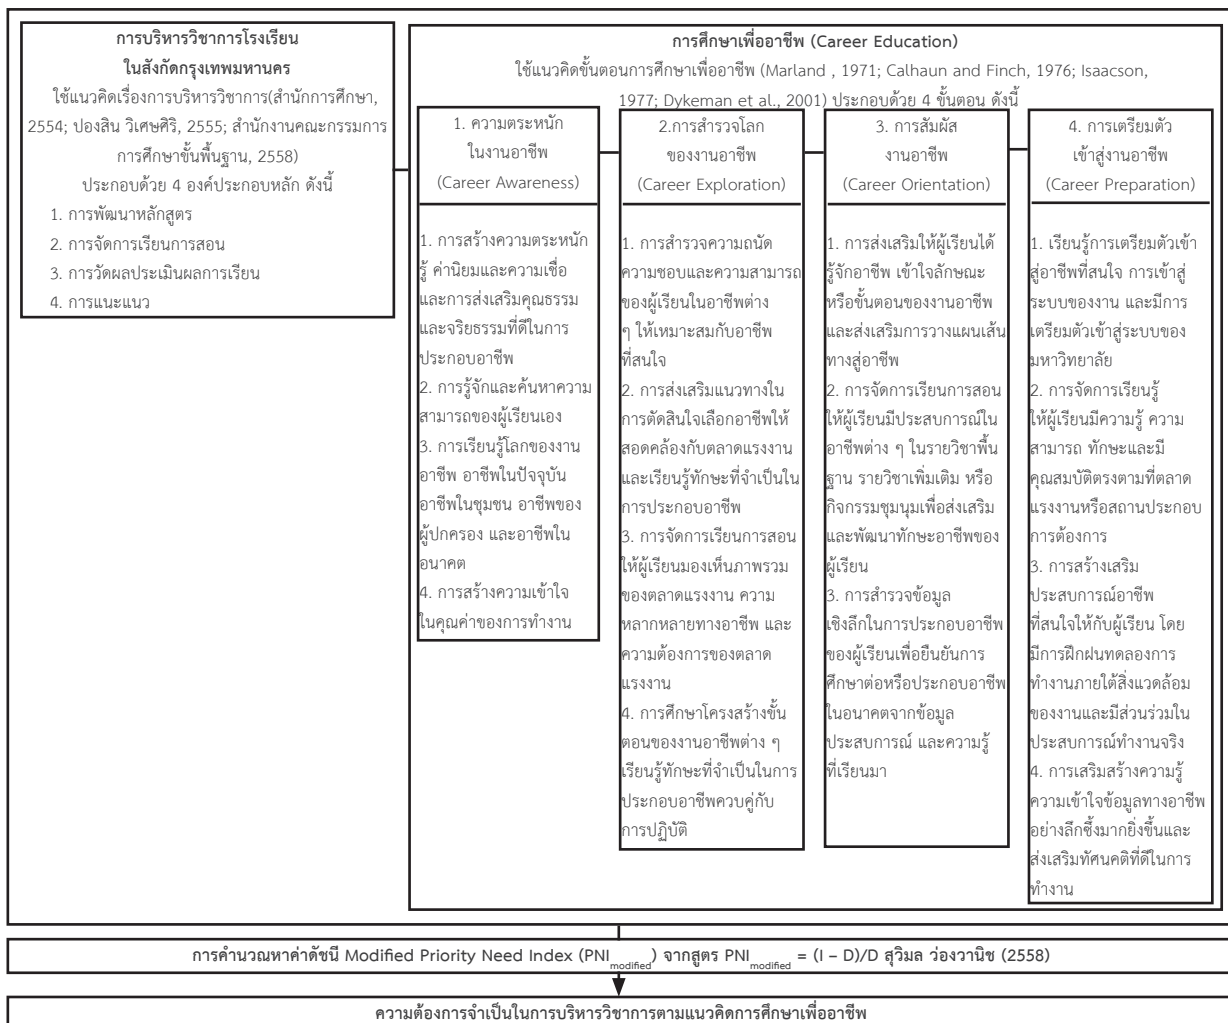 การบริหารวิชาการโรงเรียน
ในสังกัดกรุงเทพมหานคร
ใช้แนวคิดเรื่องการบริหารวิชาการ(สำนักการศึกษา,
2554; ปองสิน วิเศษศิริ, 2555; สำนักงานคณะกรรมการ
การศึกษาขั้นพื้นฐาน, 2558)
ประกอบด้วย 4 องค์ประกอบหลัก ดังนี้
1. การพัฒนาหลักสูตร
2. การจัดการเรียนการสอน
3. การวัดผลประเมินผลการเรียน
4. การแนะแนว
การศึกษาเพื่ออาชีพ (Career Education)
ใช้แนวคิดขั้นตอนการศึกษาเพื่ออาชีพ (Marland , 1971; Calhaun and Finch, 1976; Isaacson,
1977; Dykeman et al., 2001) ประกอบด้วย 4 ขั้นตอน ดังนี้
1. ความตระหนัก
ในงานอาชีพ
(Career Awareness)
1. การสร้างความตระหนัก
รู้ ค่านิยมและความเชื่อ
และการส่งเสริมคุณธรรม
และจริยธรรมที่ดีในการ
ประกอบอาชีพ
2. การรู้จักและค้นหาความ
สามารถของผู้เรียนเอง
3. การเรียนรู้โลกของงาน
อาชีพ อาชีพในปัจจุบัน
อาชีพในชุมชน อาชีพของ
ผู้ปกครอง และอาชีพใน
อนาคต
4. การสร้างความเข้าใจ
ในคุณค่าของการทำงาน
2.การสำรวจโลก
ของงานอาชีพ
(Career Exploration)
1. การสำรวจความถนัด
ความชอบและความสามารถ
ของผู้เรียนในอาชีพต่าง
ๆ ให้เหมาะสมกับอาชีพ
ที่สนใจ
2. การส่งเสริมแนวทางใน
การตัดสินใจเลือกอาชีพให้
สอดคล้องกับตลาดแรงงาน
และเรียนรู้ทักษะที่จำเป็นใน
การประกอบอาชีพ
3. การจัดการเรียนการสอน
ให้ผู้เรียนมองเห็นภาพรวม
ของตลาดแรงงาน ความ
หลากหลายทางอาชีพ และ
ความต้องการของตลาด
แรงงาน
4. การศึกษาโครงสร้างขั้น
ตอนของงานอาชีพต่าง ๆ
เรียนรู้ทักษะที่จำเป็นในการ
ประกอบอาชีพควบคู่กับ
การปฏิบัติ
3. การสัมผัส
งานอาชีพ
(Career Orientation)
1. การส่งเสริมให้ผู้เรียนได้
รู้จักอาชีพ เข้าใจลักษณะ
หรือขั้นตอนของงานอาชีพ
และส่งเสริมการวางแผนเส้น
ทางสู่อาชีพ
2. การจัดการเรียนการสอน
ให้ผู้เรียนมีประสบการณ์ใน
อาชีพต่าง ๆ ในรายวิชาพื้น
ฐาน รายวิชาเพิ่มเติม หรือ
กิจกรรมชุมนุมเพื่อส่งเสริม
และพัฒนาทักษะอาชีพของ
ผู้เรียน
3. การสำรวจข้อมูล
เชิงลึกในการประกอบอาชีพ
ของผู้เรียนเพื่อยืนยันการ
ศึกษาต่อหรือประกอบอาชีพ
ในอนาคตจากข้อมูล
ประสบการณ์ และความรู้
ที่เรียนมา
4. การเตรียมตัว
เข้าสู่งานอาชีพ
(Career Preparation)
1. เรียนรู้การเตรียมตัวเข้า
สู่อาชีพที่สนใจ การเข้าสู่
ระบบของงาน และมีการ
เตรียมตัวเข้าสู่ระบบของ
มหาวิทยาลัย
2. การจัดการเรียนรู้
ให้ผู้เรียนมีความรู้ ความ
สามารถ ทักษะและมี
คุณสมบัติตรงตามที่ตลาด
แรงงานหรือสถานประกอบ
การต้องการ
3. การสร้างเสริม
ประสบการณ์อาชีพ
ที่สนใจให้กับผู้เรียน โดย
มีการฝึกฝนทดลองการ
ทำงานภายใต้สิ่งแวดล้อม
ของงานและมีส่วนร่วมใน
ประสบการณ์ทำงานจริง
4. การเสริมสร้างความรู้
ความเข้าใจข้อมูลทางอาชีพ
อย่างลึกซึ้งมากยิ่งขึ้นและ
ส่งเสริมทัศนคติที่ดีในการ
ทำงาน
การคำนวณหาค่าดัชนี Modified Priority Need Index (PNI modified) จากสูตร PNI modified = (I – D)/D สุวิมล ว่องวานิช (2558)
ความต้องการจำเป็นในการบริหารวิชาการตามแนวคิดการศึกษาเพื่ออาชีพ